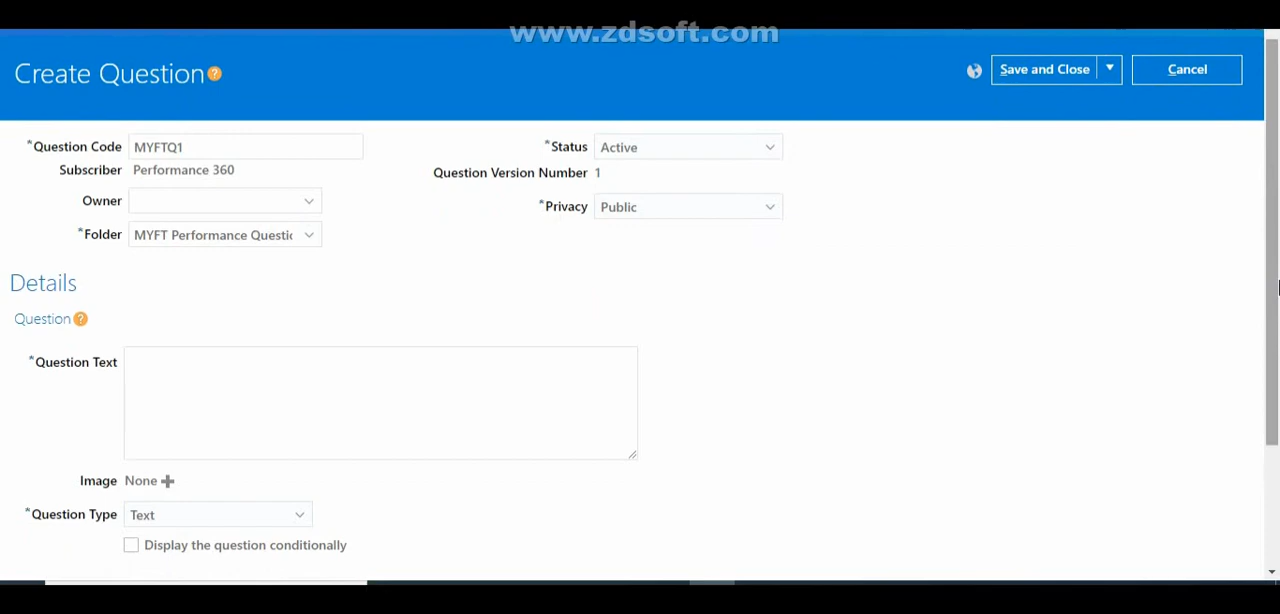 www.zdsoft.com
Create Question ?
Save and Close
Cancel
*Question Code MYFTQ1
*Status Active
Subscriber Performance 360
Question Version Number 1
Owner
*Privacy Public
*Folder MYFT Performance Questic
Details
Question ?
*Question Text
Image None
*Question Type Text
Display the question conditionally